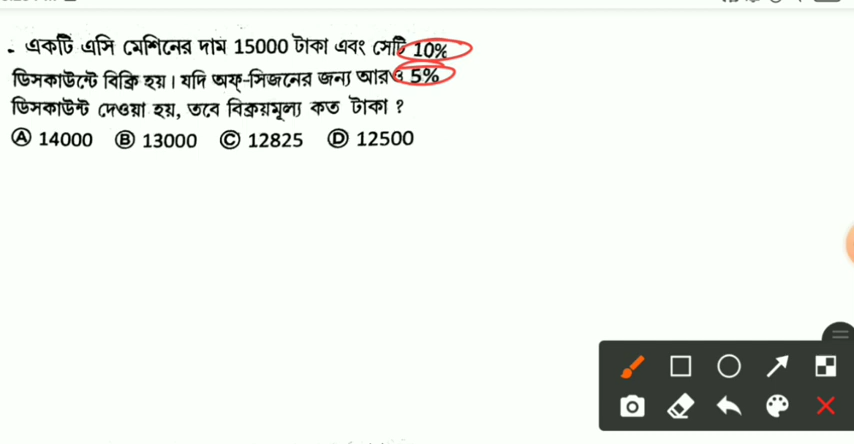 একটি এসি মেশিনের দাম 15000 টাকা এবং সেটি 10%
ডিসকাউন্টে বিক্রি হয়। যদি অফ্-সিজনের জন্য আরও 5%
ডিসকাউন্ট দেওয়া হয়, তবে বিক্রয়মূল্য কত টাকা ?
Ⓐ 14000 Ⓑ 13000 Ⓒ 12825 Ⓓ 12500